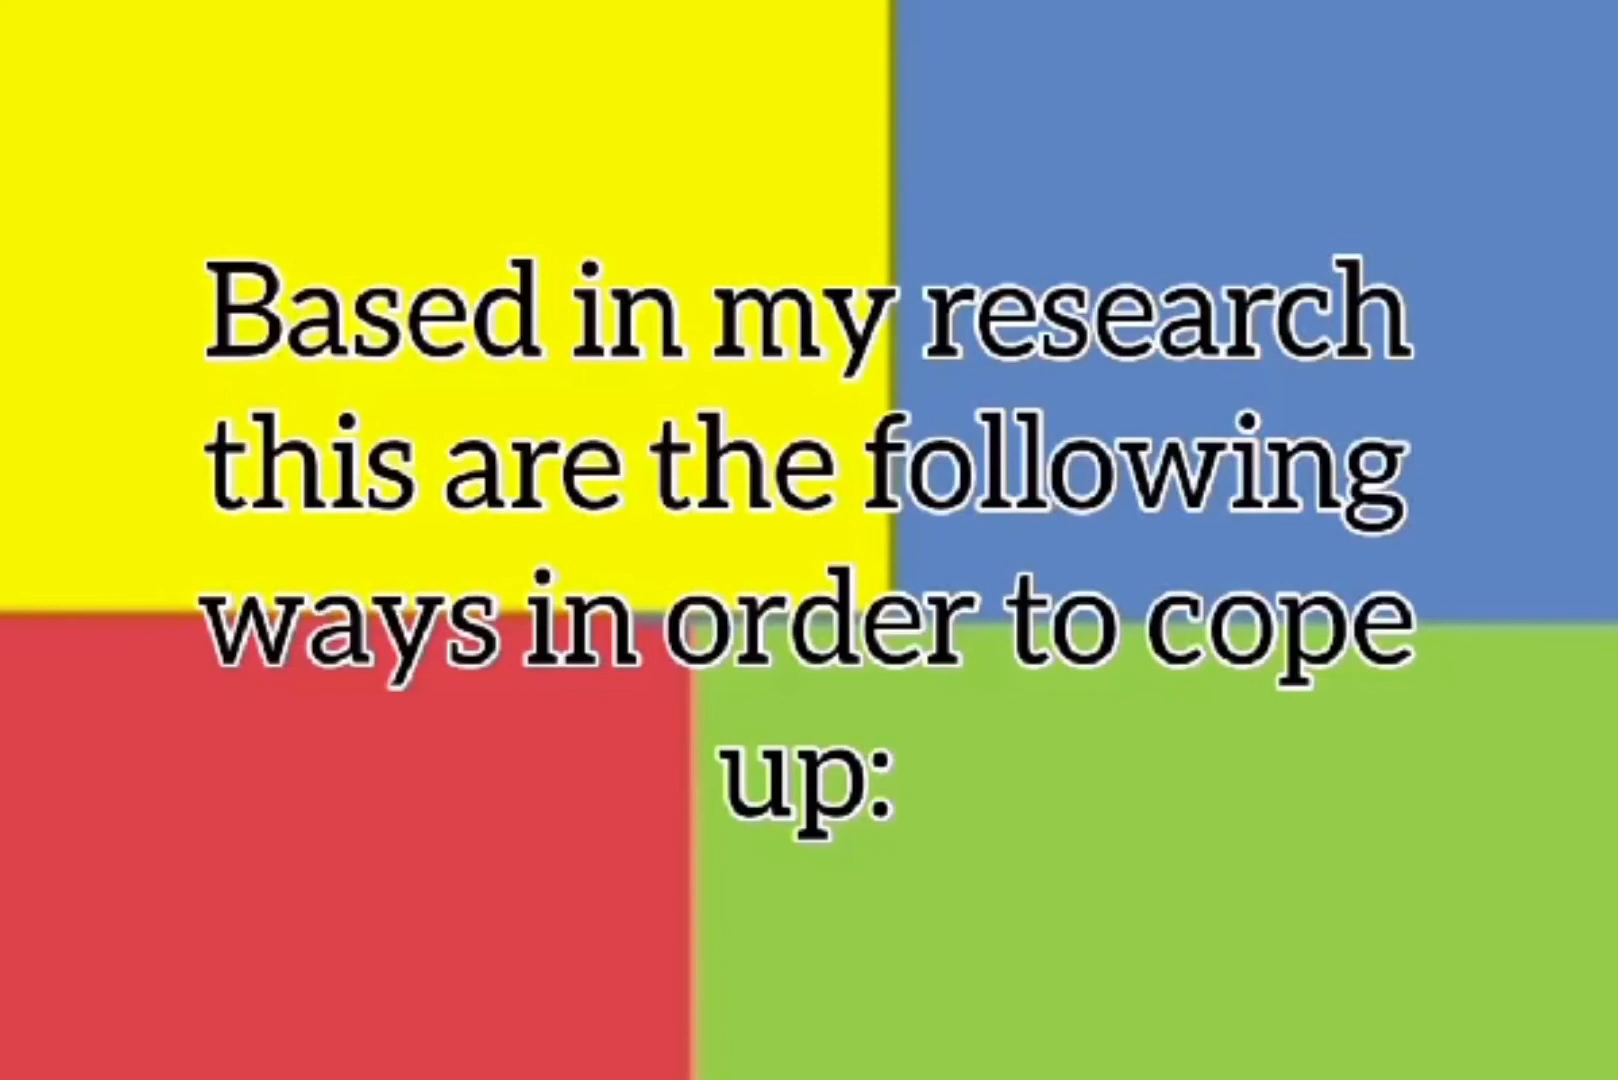 Based in my research
this are the following
ways in order to cope
up: